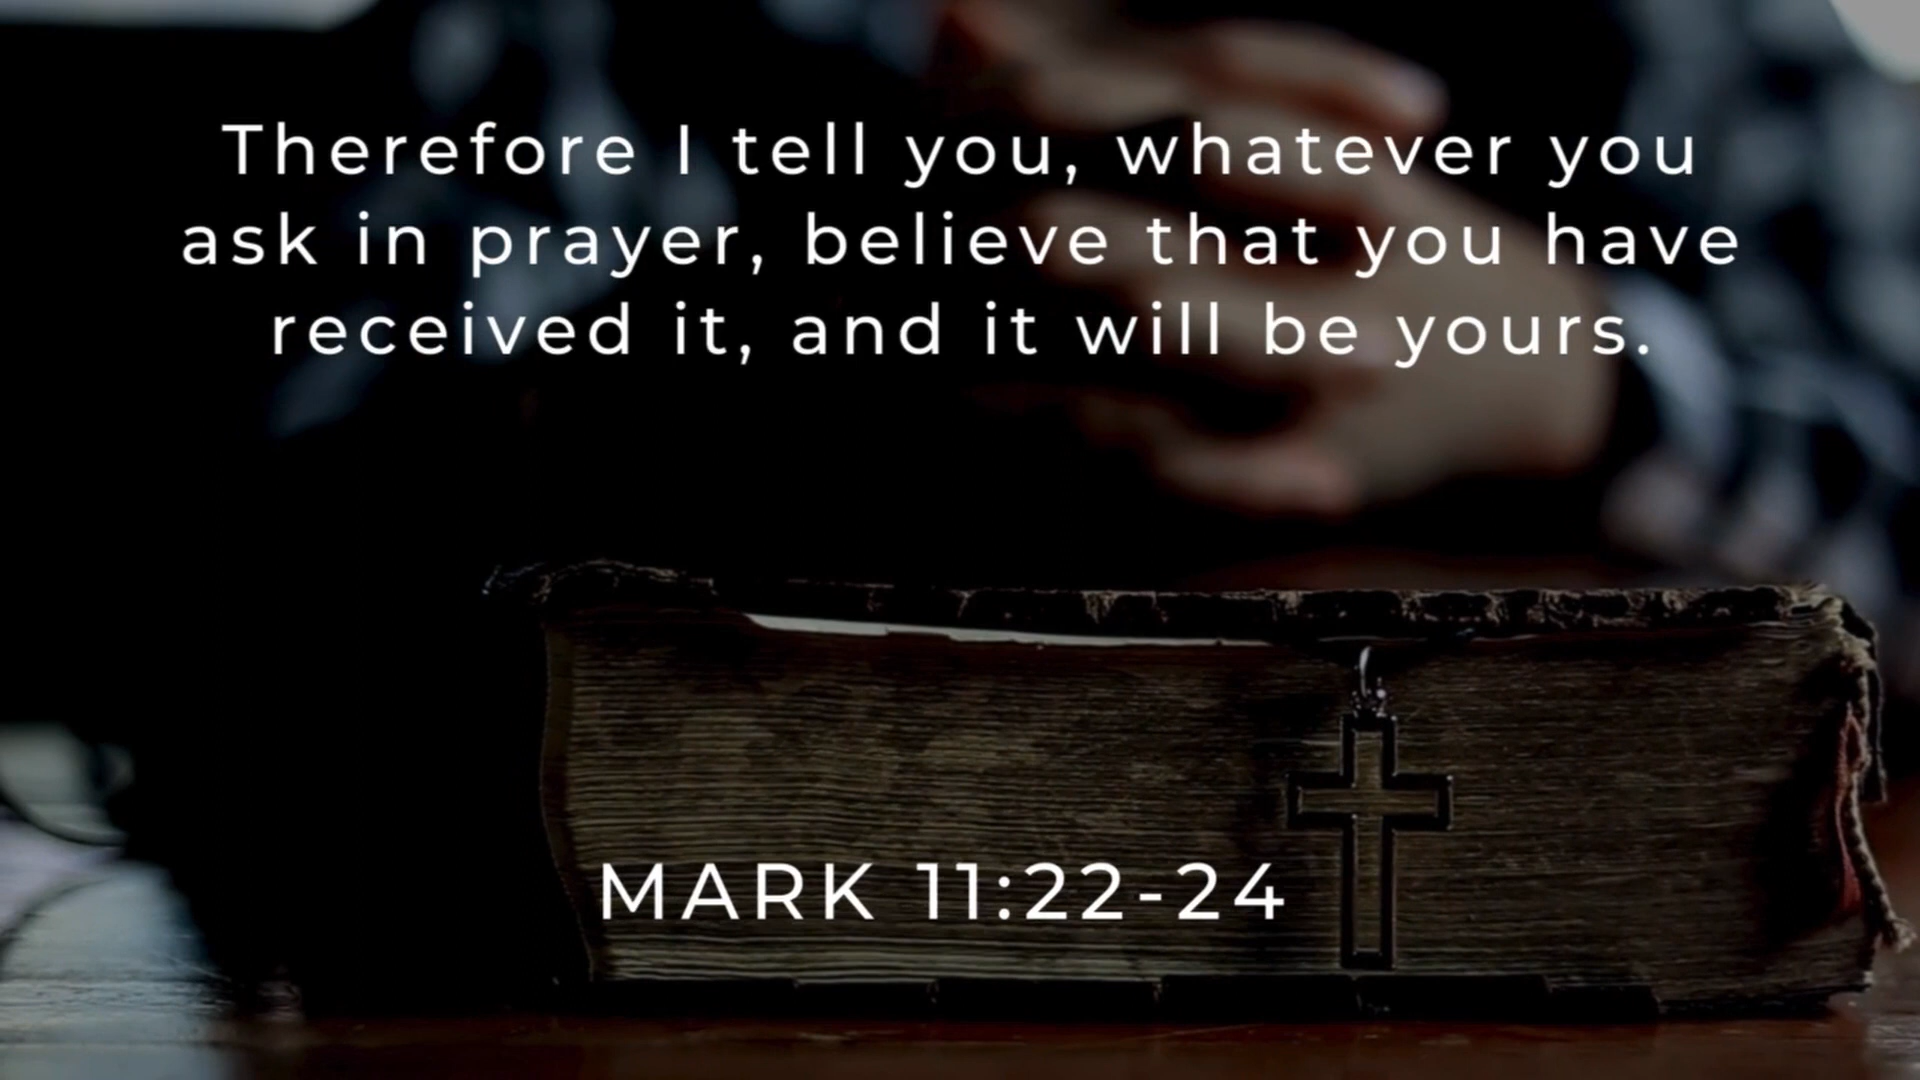 Therefore I tell you, whatever you
ask in prayer, believe that you have
received it, and it will be yours.
MARK 11:22-24